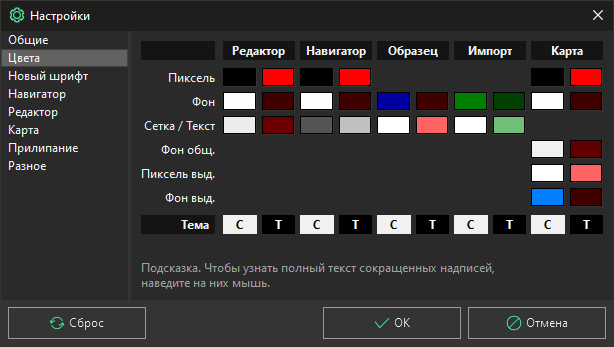 Настройки
Общие
Цвета
Новый шрифт
Навигатор
Редактор
Карта
Прилипание
Разное
Редактор Навигатор Образец Импорт Карта
Пиксель
Фон
Сетка / Текст
Фон общ.
Пиксель выд.
Фон выд.
Тема С Т С Т С Т С Т С Т
Подсказка. Чтобы узнать полный текст сокращенных надписей,
наведите на них мышь.
Сброс ОК Отмена